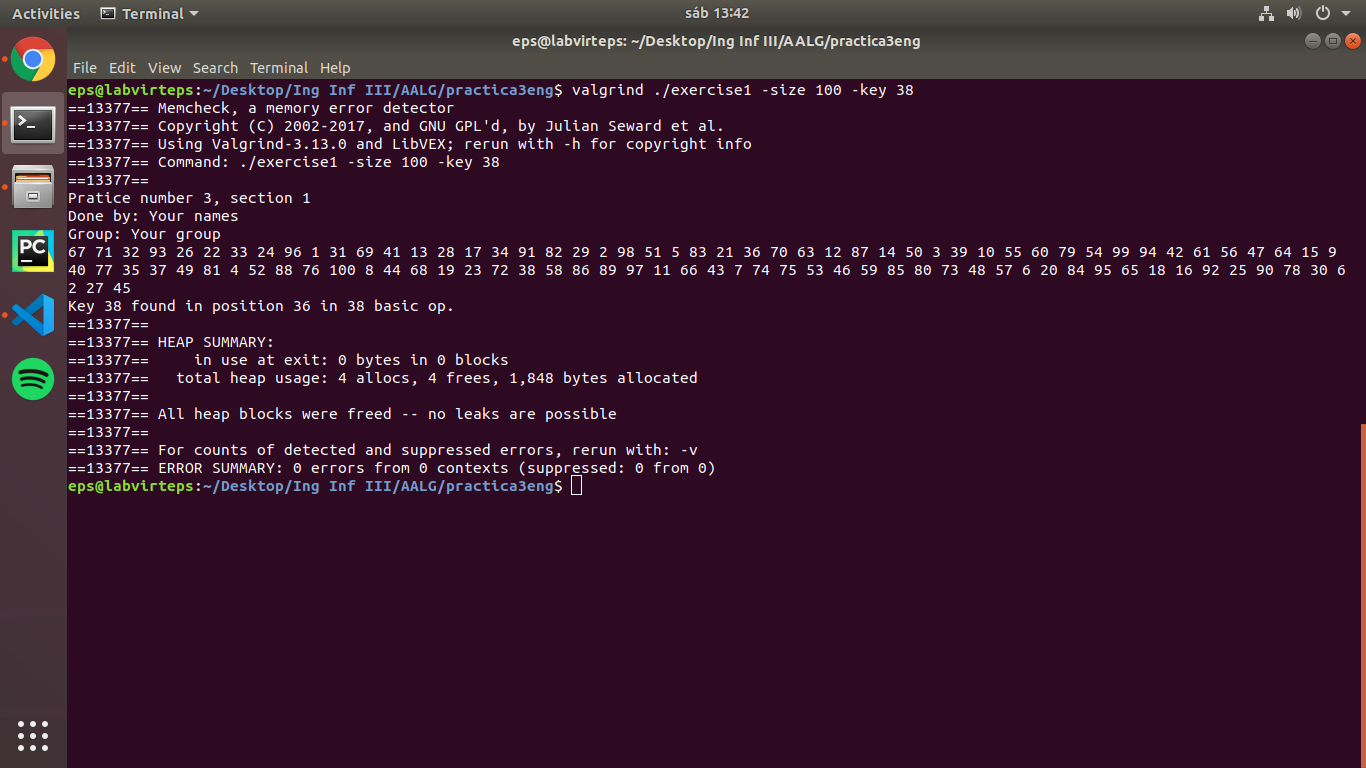 Activities Terminal sáb 13:42
eps@labvirteps: ~/Desktop/Ing Inf III/AALG/practica3eng
File Edit View Search Terminal Help
eps@labvirteps:~/Desktop/Ing Inf III/AALG/practica3eng$ valgrind ./exercise1 -size 100 -key 38
==13377== Memcheck, a memory error detector
==13377== Copyright (C) 2002-2017, and GNU GPL'd, by Julian Seward et al.
==13377== Using Valgrind-3.13.0 and LibVEX; rerun with -h for copyright info
==13377== Command: ./exercise1 -size 100 -key 38
==13377==
Pratice number 3, section 1
Done by: Your names
Group: Your group
67 71 32 93 26 22 33 24 96 1 31 69 41 13 28 17 34 91 82 29 2 98 51 5 83 21 36 70 63 12 87 14 50 3 39 10 55 60 79 54 99 94 42 61 56 47 64 15 9
40 77 35 37 49 81 4 52 88 76 100 8 44 68 19 23 72 38 58 86 89 97 11 66 43 7 74 75 53 46 59 85 80 73 48 57 6 20 84 95 65 18 16 92 25 90 78 30 6
2 27 45
Key 38 found in position 36 in 38 basic op.
==13377==
==13377== HEAP SUMMARY:
==13377==     in use at exit: 0 bytes in 0 blocks
==13377==   total heap usage: 4 allocs, 4 frees, 1,848 bytes allocated
==13377==
==13377== All heap blocks were freed -- no leaks are possible
==13377==
==13377== For counts of detected and suppressed errors, rerun with: -v
==13377== ERROR SUMMARY: 0 errors from 0 contexts (suppressed: 0 from 0)
eps@labvirteps:~/Desktop/Ing Inf III/AALG/practica3eng$
PC